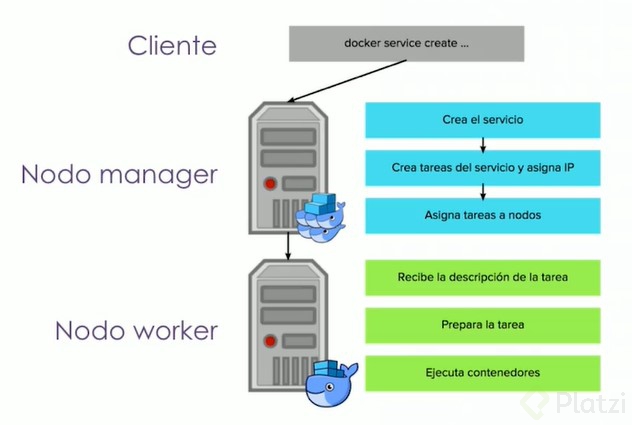 Cliente
docker service create ...
Nodo manager
Crea el servicio
Crea tareas del servicio y asigna IP
Asigna tareas a nodos
Nodo worker
Recibe la descripción de la tarea
Prepara la tarea
Ejecuta contenedores
Platzi